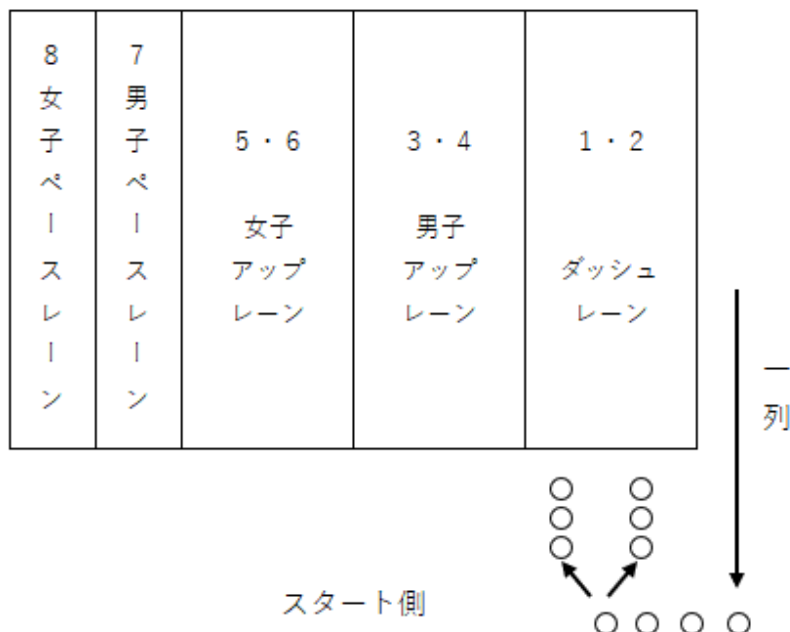 8女子ペースレーン
7男子ペースレーン
5・6
女子
アップ
レーン
3・4
男子
アップ
レーン
1・2
ダッシュ
レーン
一列
スタート側